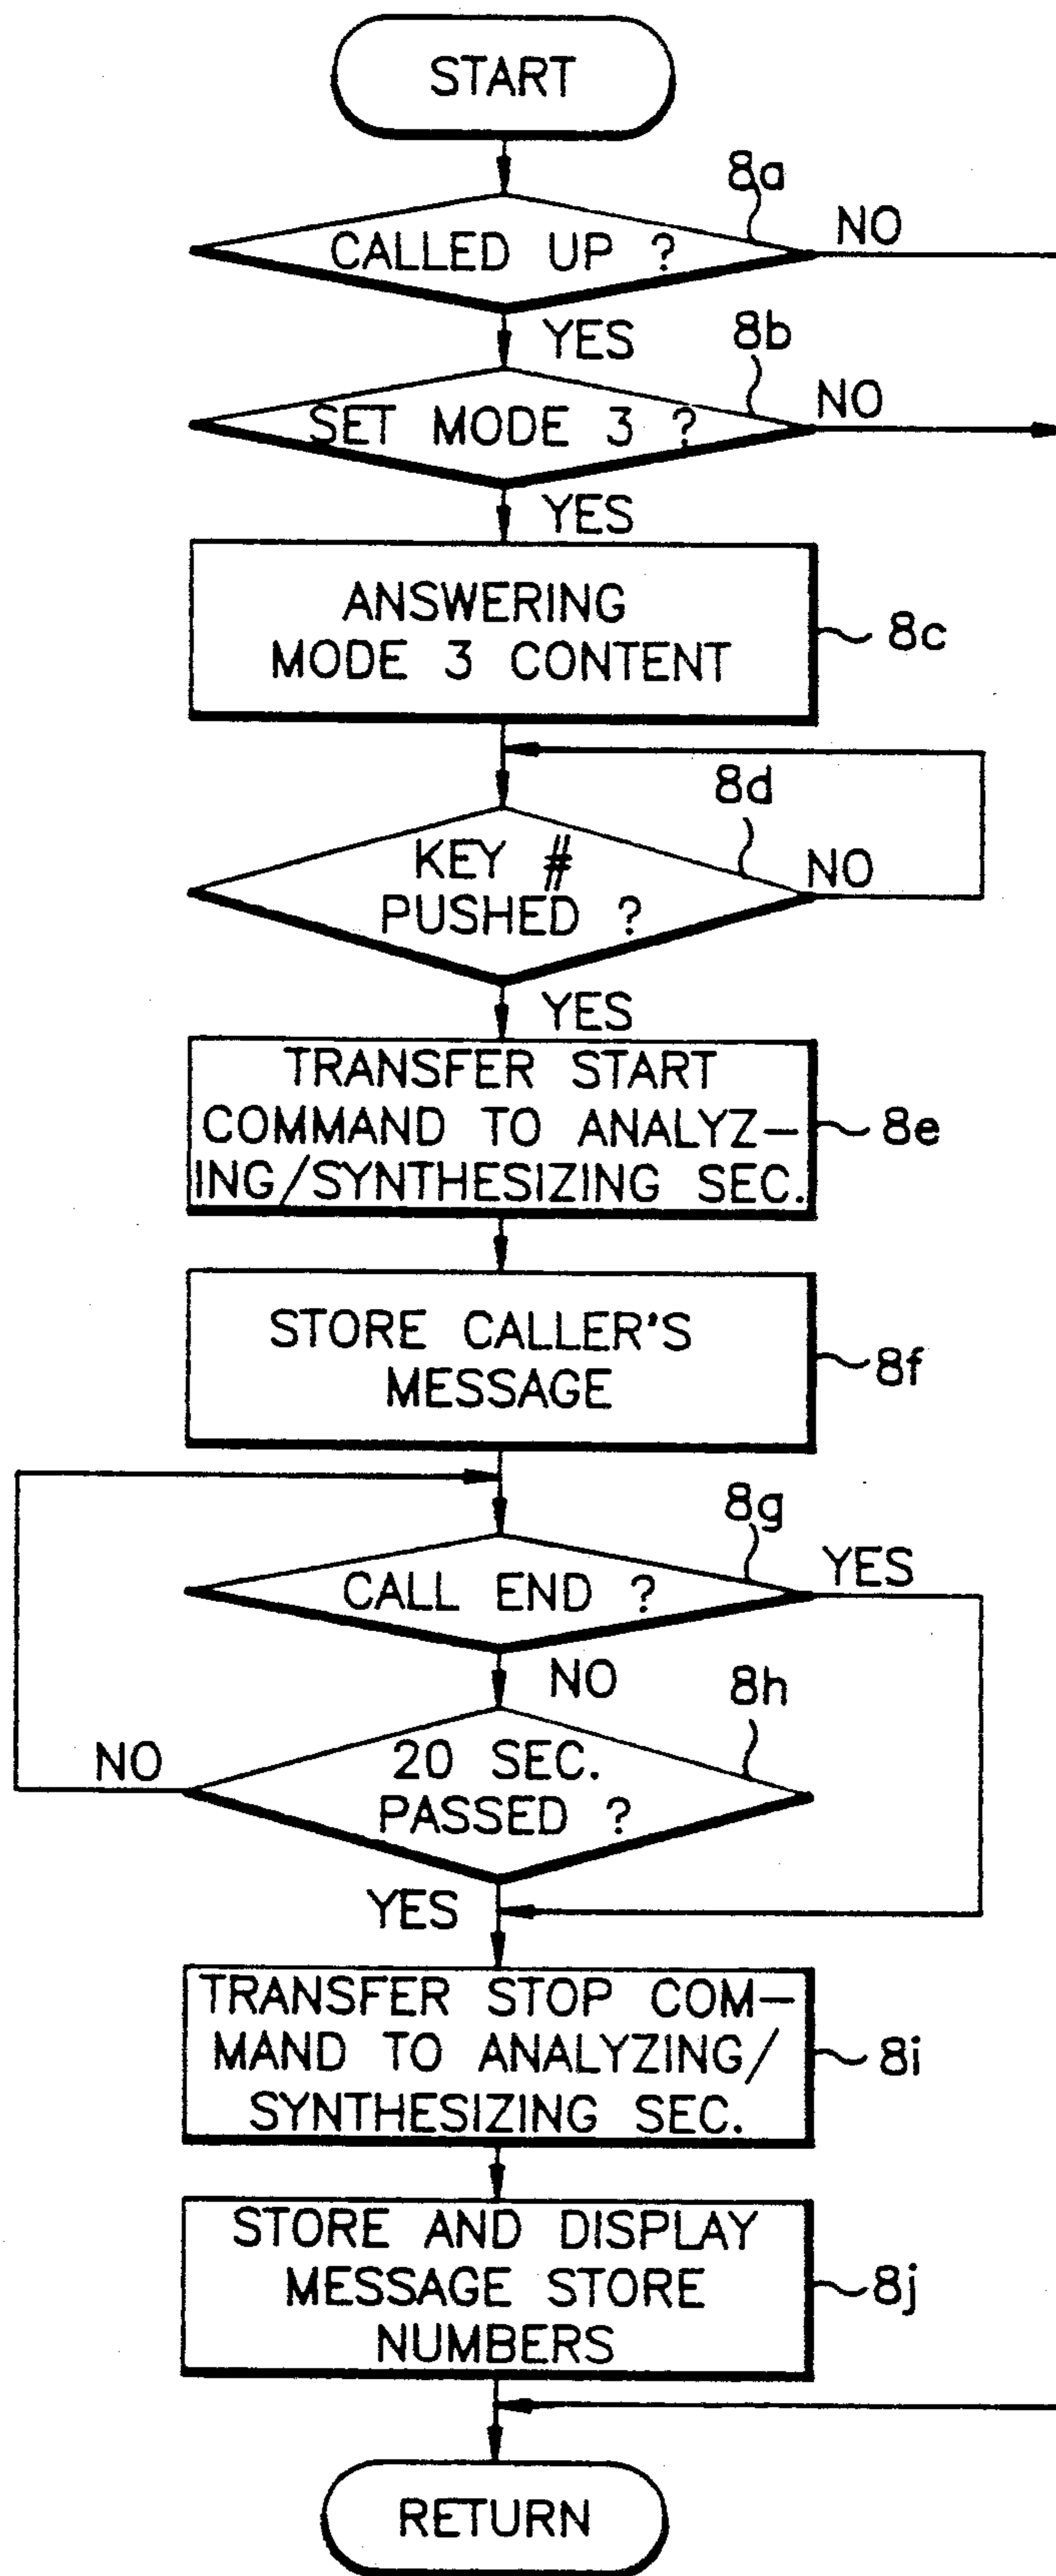 START
8a
CALLED UP ?
NO
YES
8b
SET MODE 3 ?
NO
YES
ANSWERING
MODE 3 CONTENT
8c
8d
KEY #
PUSHED ?
NO
YES
TRANSFER START
COMMAND TO ANALYZ-
ING/SYNTHESIZING SEC.
8e
STORE CALLER'S
MESSAGE
8f
8g
CALL END ?
YES
NO
8h
20 SEC.
PASSED ?
NO
YES
TRANSFER STOP COM-
MAND TO ANALYZING/
SYNTHESIZING SEC.
8i
STORE AND DISPLAY
MESSAGE STORE
NUMBERS
8j
RETURN